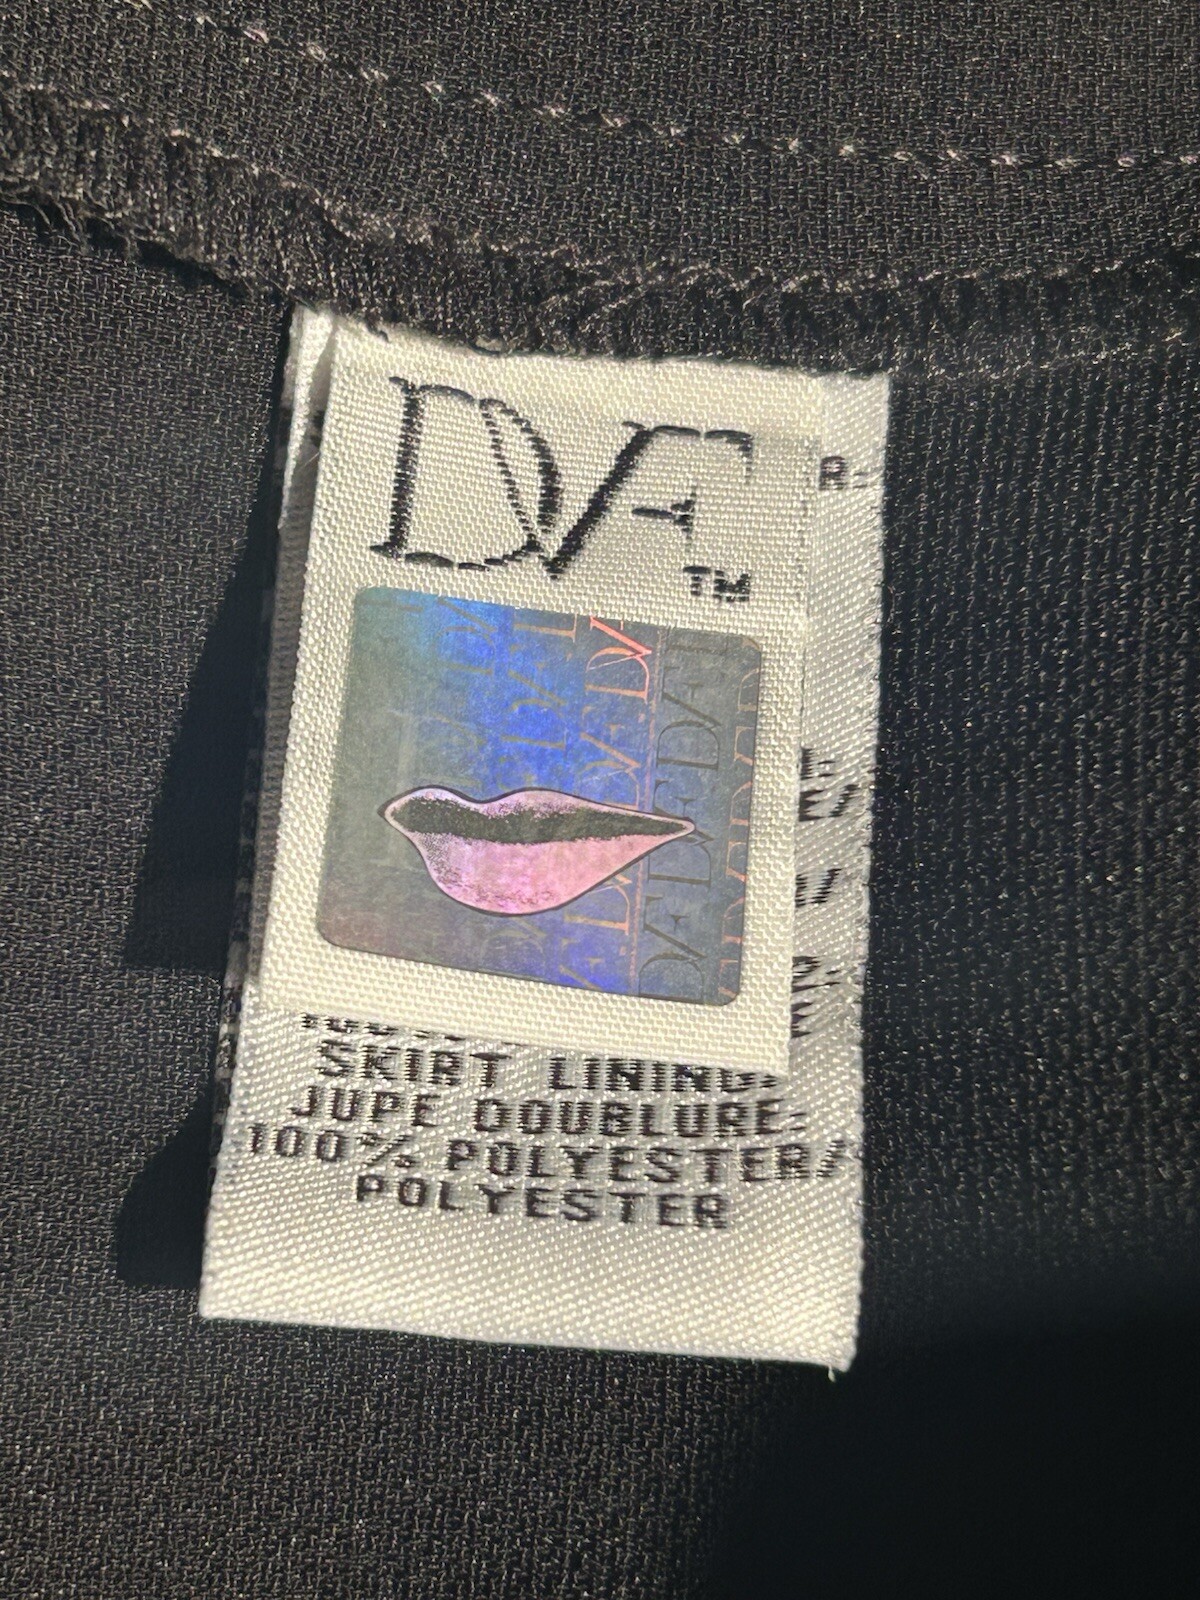 DVF
TM
SKIRT LINING:
JUPE DOUBLURE:
100% POLYESTER/
POLYESTER